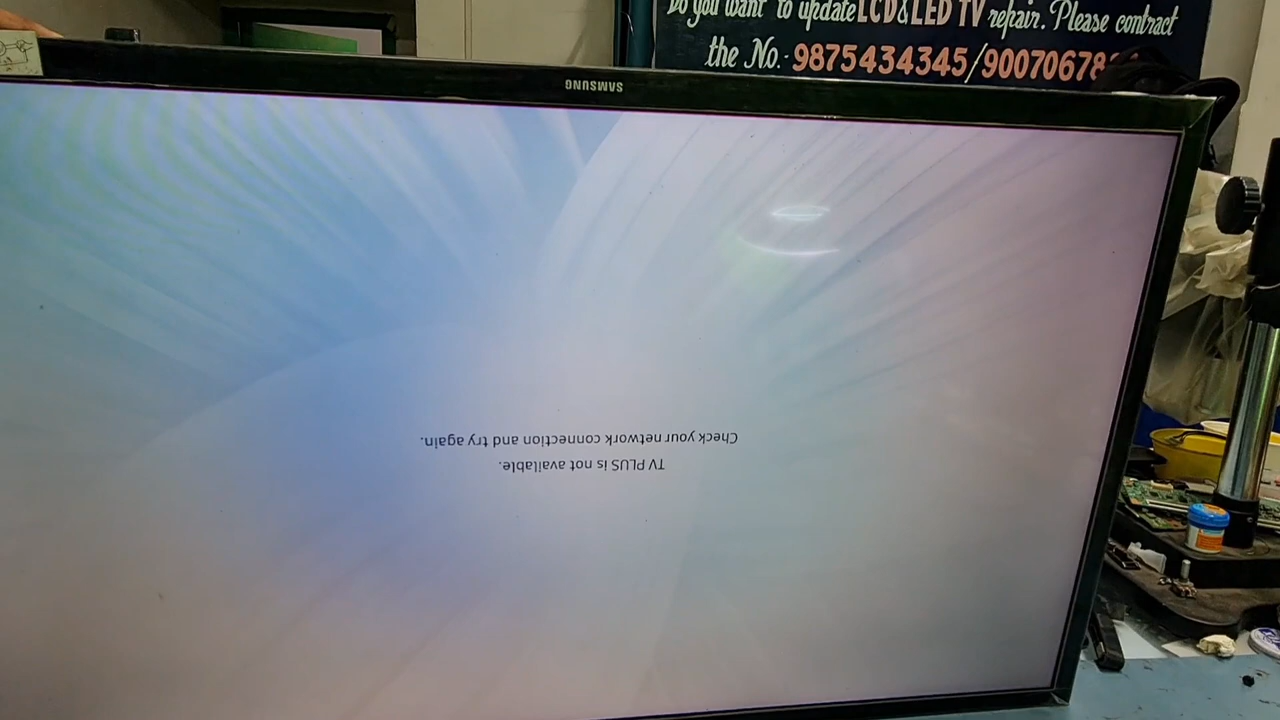 Do you want to update LCD & LED TV repair. Please contract
the No.- 9875434345/90070678
SAMSUNG
TV PLUS is not available.
Check your network connection and try again.